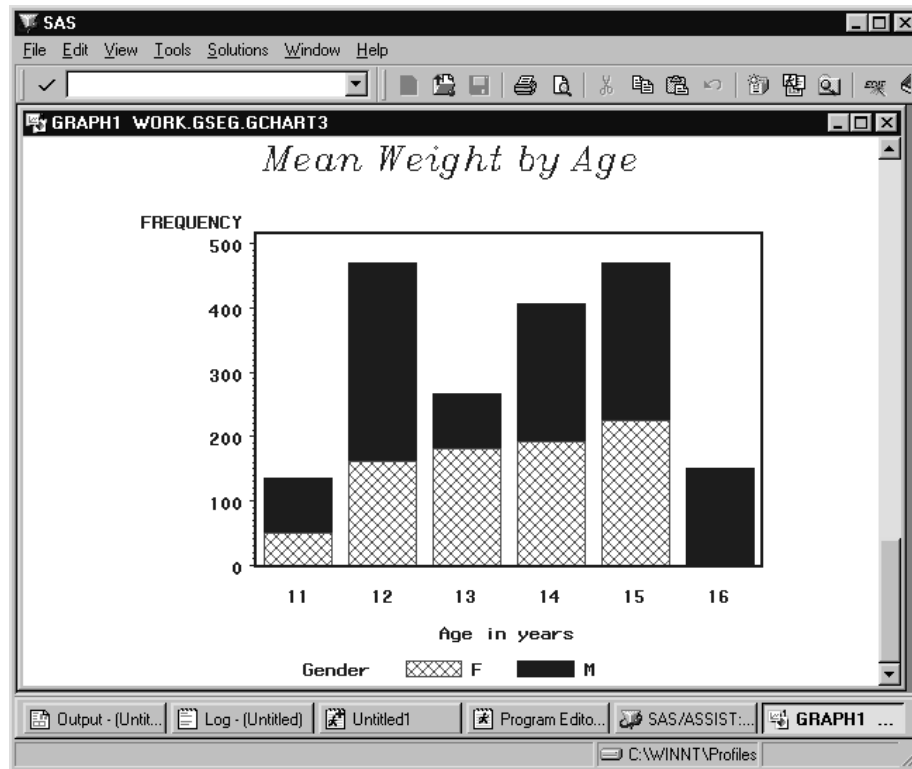 SAS
File Edit View Tools Solutions Window Help
GRAPH1 WORK.GSEG.GCHART3
Mean Weight by Age
FREQUENCY
500
400
300
200
100
0
11 12 13 14 15 16
Age in years
Gender F M
Output - (Untit... Log - (Untitled) Untitled1 Program Edito... SAS/ASSIST:... GRAPH1 ...
C:\WINNT\Profiles